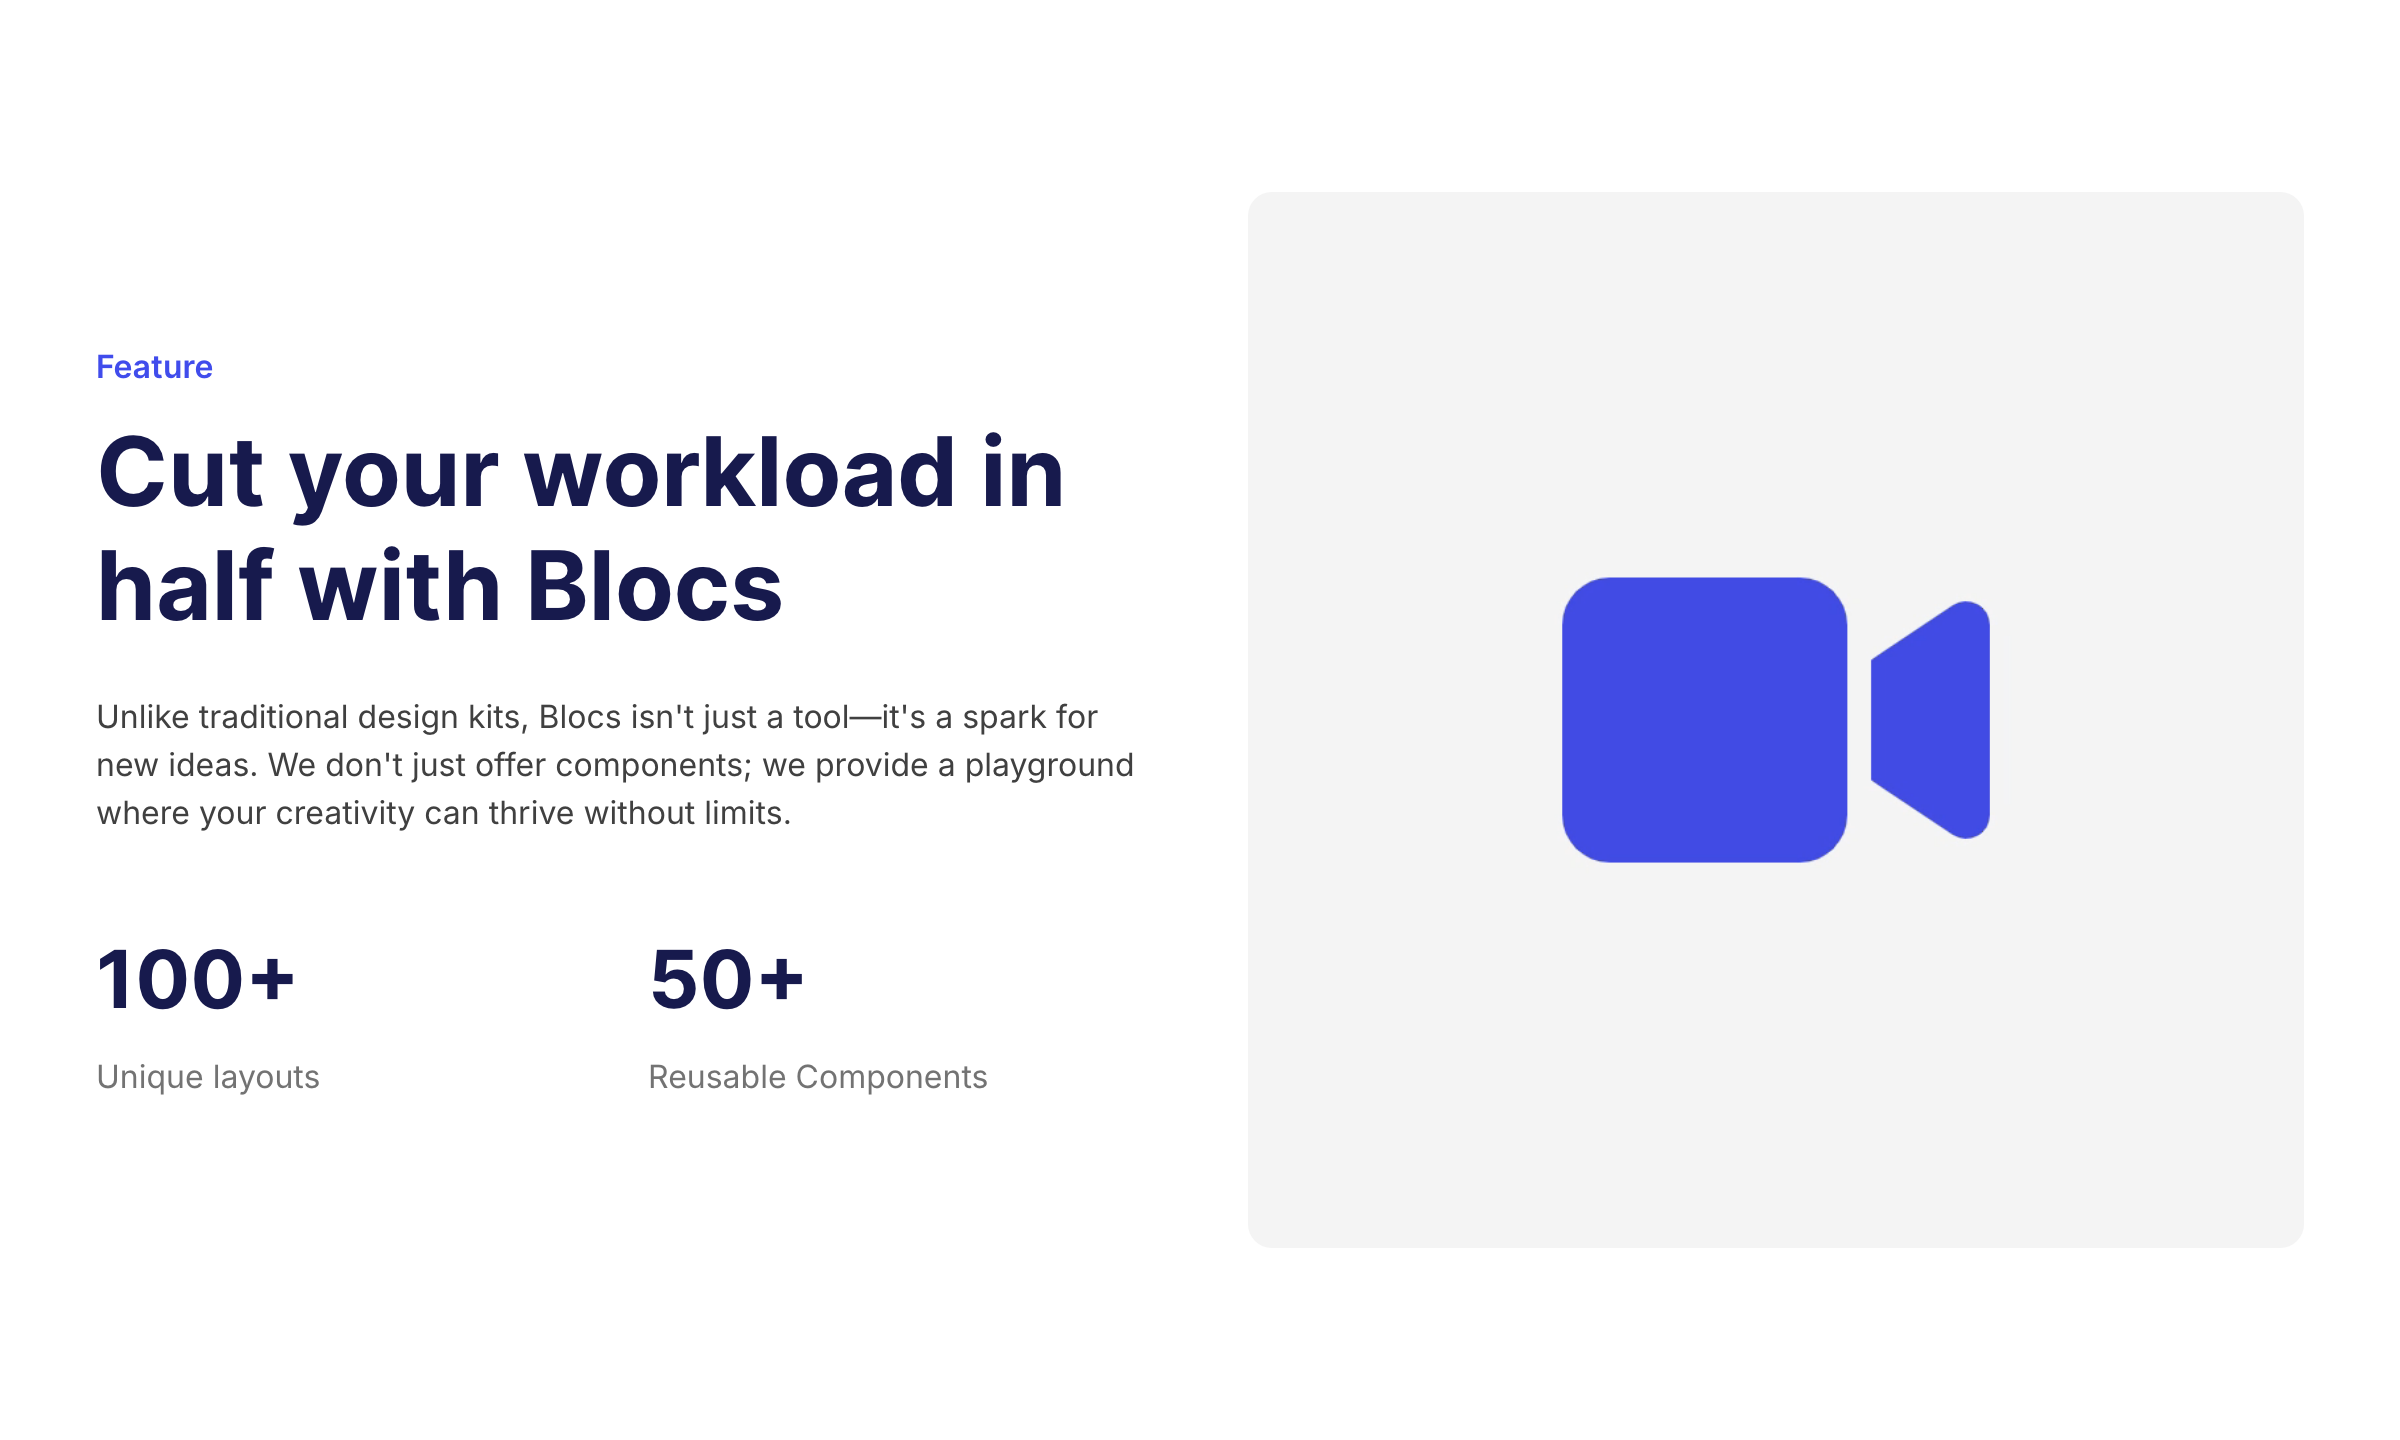 Feature
Cut your workload in
half with Blocs
Unlike traditional design kits, Blocs isn't just a tool—it's a spark for
new ideas. We don't just offer components; we provide a playground
where your creativity can thrive without limits.
100+
Unique layouts
50+
Reusable Components